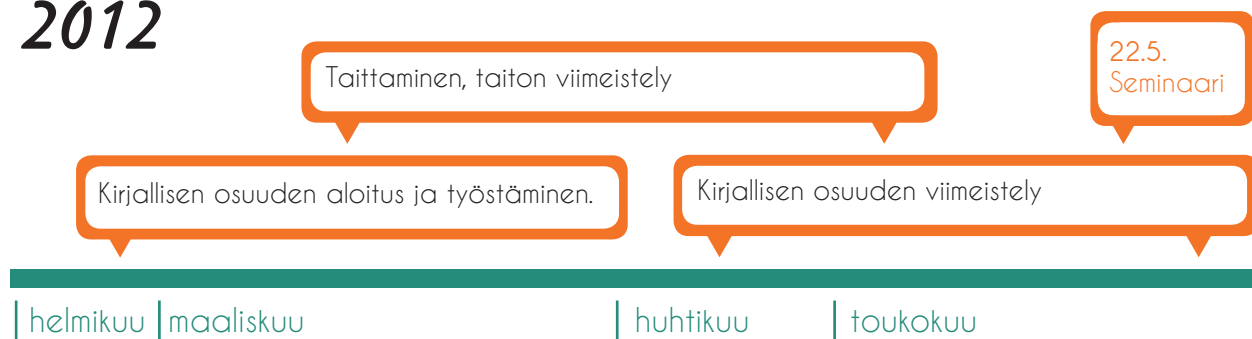 2012
Taittaminen, taiton viimeistely
22.5.
Seminaari
Kirjallisen osuuden aloitus ja työstäminen.
Kirjallisen osuuden viimeistely
helmikuu
maaliskuu
huhtikuu
toukokuu